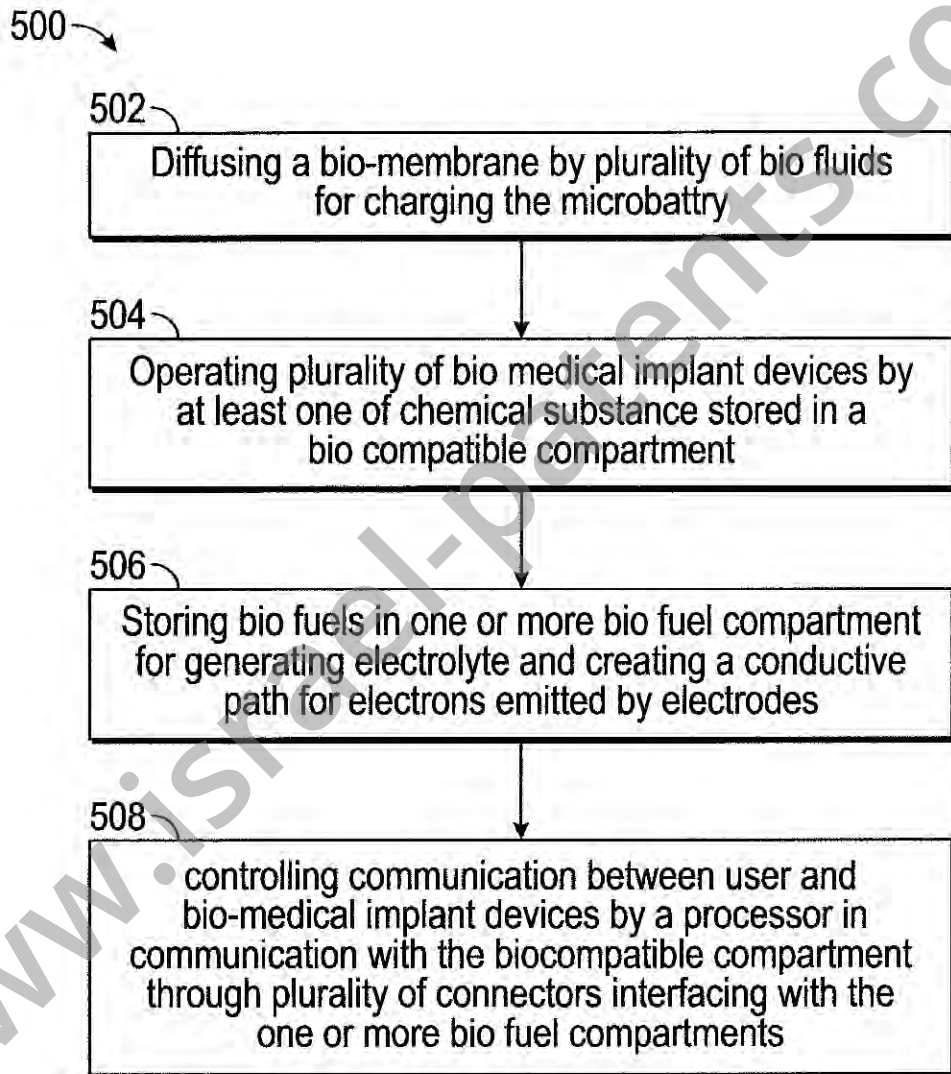 500
502
Diffusing a bio-membrane by plurality of bio fluids
for charging the microbattry
504
Operating plurality of bio medical implant devices by
at least one of chemical substance stored in a
bio compatible compartment
506
Storing bio fuels in one or more bio fuel compartment
for generating electrolyte and creating a conductive
path for electrons emitted by electrodes
508
controlling communication between user and
bio-medical implant devices by a processor in
communication with the biocompatible compartment
through plurality of connectors interfacing with the
one or more bio fuel compartments
www.israel-patents.co